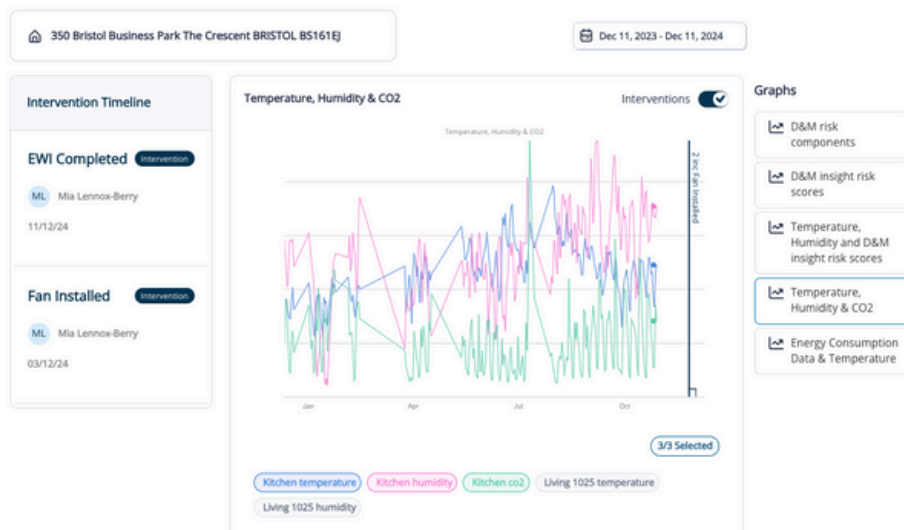 350 Bristol Business Park The Crescent BRISTOL BS161EJ
Dec 11, 2023 - Dec 11, 2024
Intervention Timeline
EWI Completed Intervention
ML Mia Lennox-Berry
11/12/24
Fan Installed Intervention
ML Mia Lennox-Berry
03/12/24
Temperature, Humidity & CO2
Interventions
Temperature, Humidity & CO2
2 inc Fan Installed
Jan Apr Jul Oct
3/3 Selected
Kitchen temperature Kitchen humidity Kitchen co2 Living 1025 temperature
Living 1025 humidity
Graphs
D&M risk
components
D&M insight risk
scores
Temperature,
Humidity and D&M
insight risk scores
Temperature,
Humidity & CO2
Energy Consumption
Data & Temperature